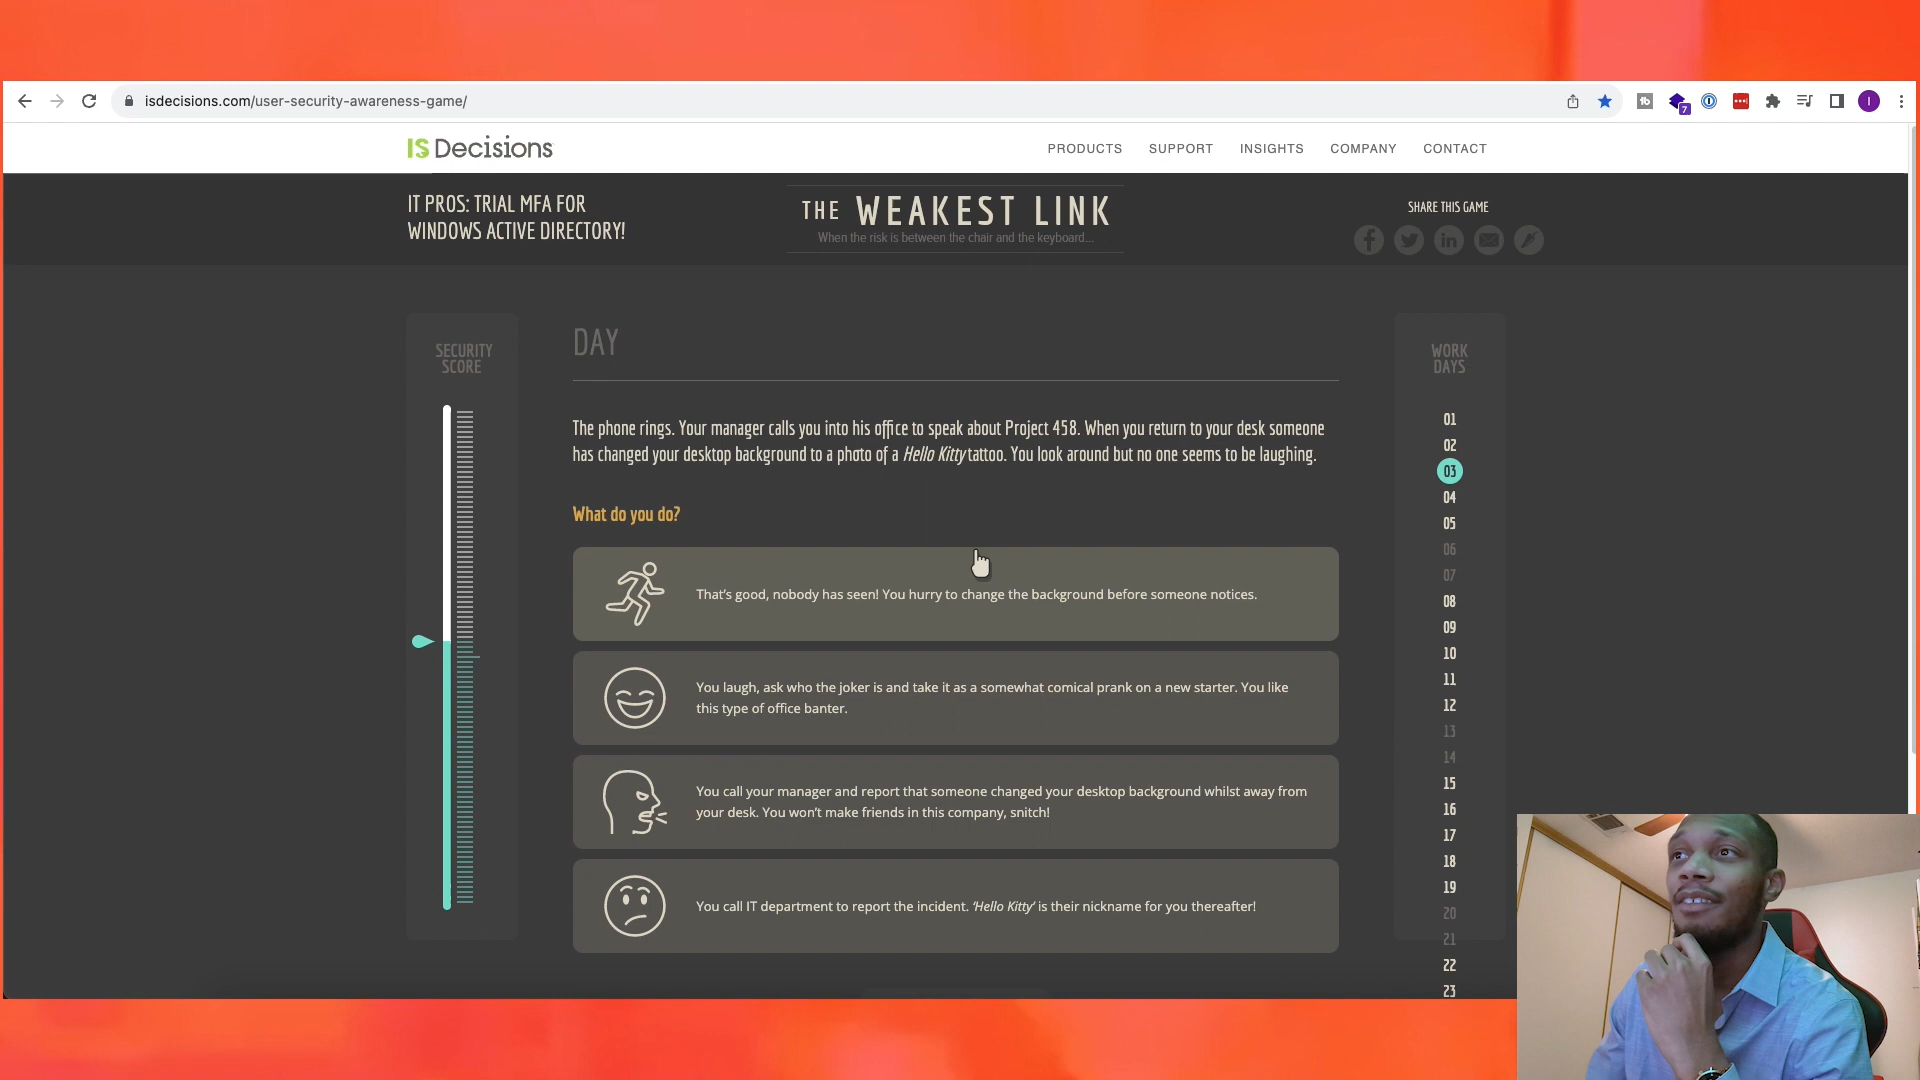 isdecisions.com/user-security-awareness-game/
7
I
IS Decisions
PRODUCTS
SUPPORT
INSIGHTS
COMPANY
CONTACT
IT PROS: TRIAL MFA FOR
WINDOWS ACTIVE DIRECTORY!
THE WEAKEST LINK
When the risk is between the chair and the keyboard...
SHARE THIS GAME
SECURITY
SCORE
DAY
The phone rings. Your manager calls you into his office to speak about Project 458. When you return to your desk someone
has changed your desktop background to a photo of a Hello Kitty tattoo. You look around but no one seems to be laughing.
What do you do?
That's good, nobody has seen! You hurry to change the background before someone notices.
You laugh, ask who the joker is and take it as a somewhat comical prank on a new starter. You like
this type of office banter.
You call your manager and report that someone changed your desktop background whilst away from
your desk. You won't make friends in this company, snitch!
You call IT department to report the incident. 'Hello Kitty' is their nickname for you thereafter!
WORK
DAYS
01
02
03
04
05
06
07
08
09
10
11
12
13
14
15
16
17
18
19
20
21
22
23